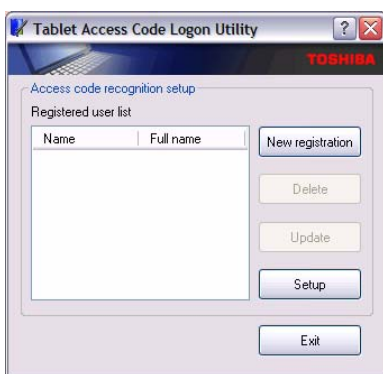 Tablet Access Code Logon Utility
TOSHIBA
Access code recognition setup
Registered user list
Name Full name
New registration
Delete
Update
Setup
Exit